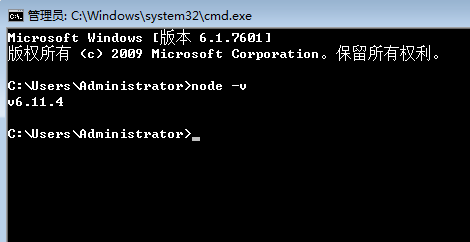 管理员: C:\Windows\system32\cmd.exe
Microsoft Windows [版本 6.1.7601]
版权所有 (c) 2009 Microsoft Corporation。保留所有权利。
C:\Users\Administrator>node -v
v6.11.4
C:\Users\Administrator>_